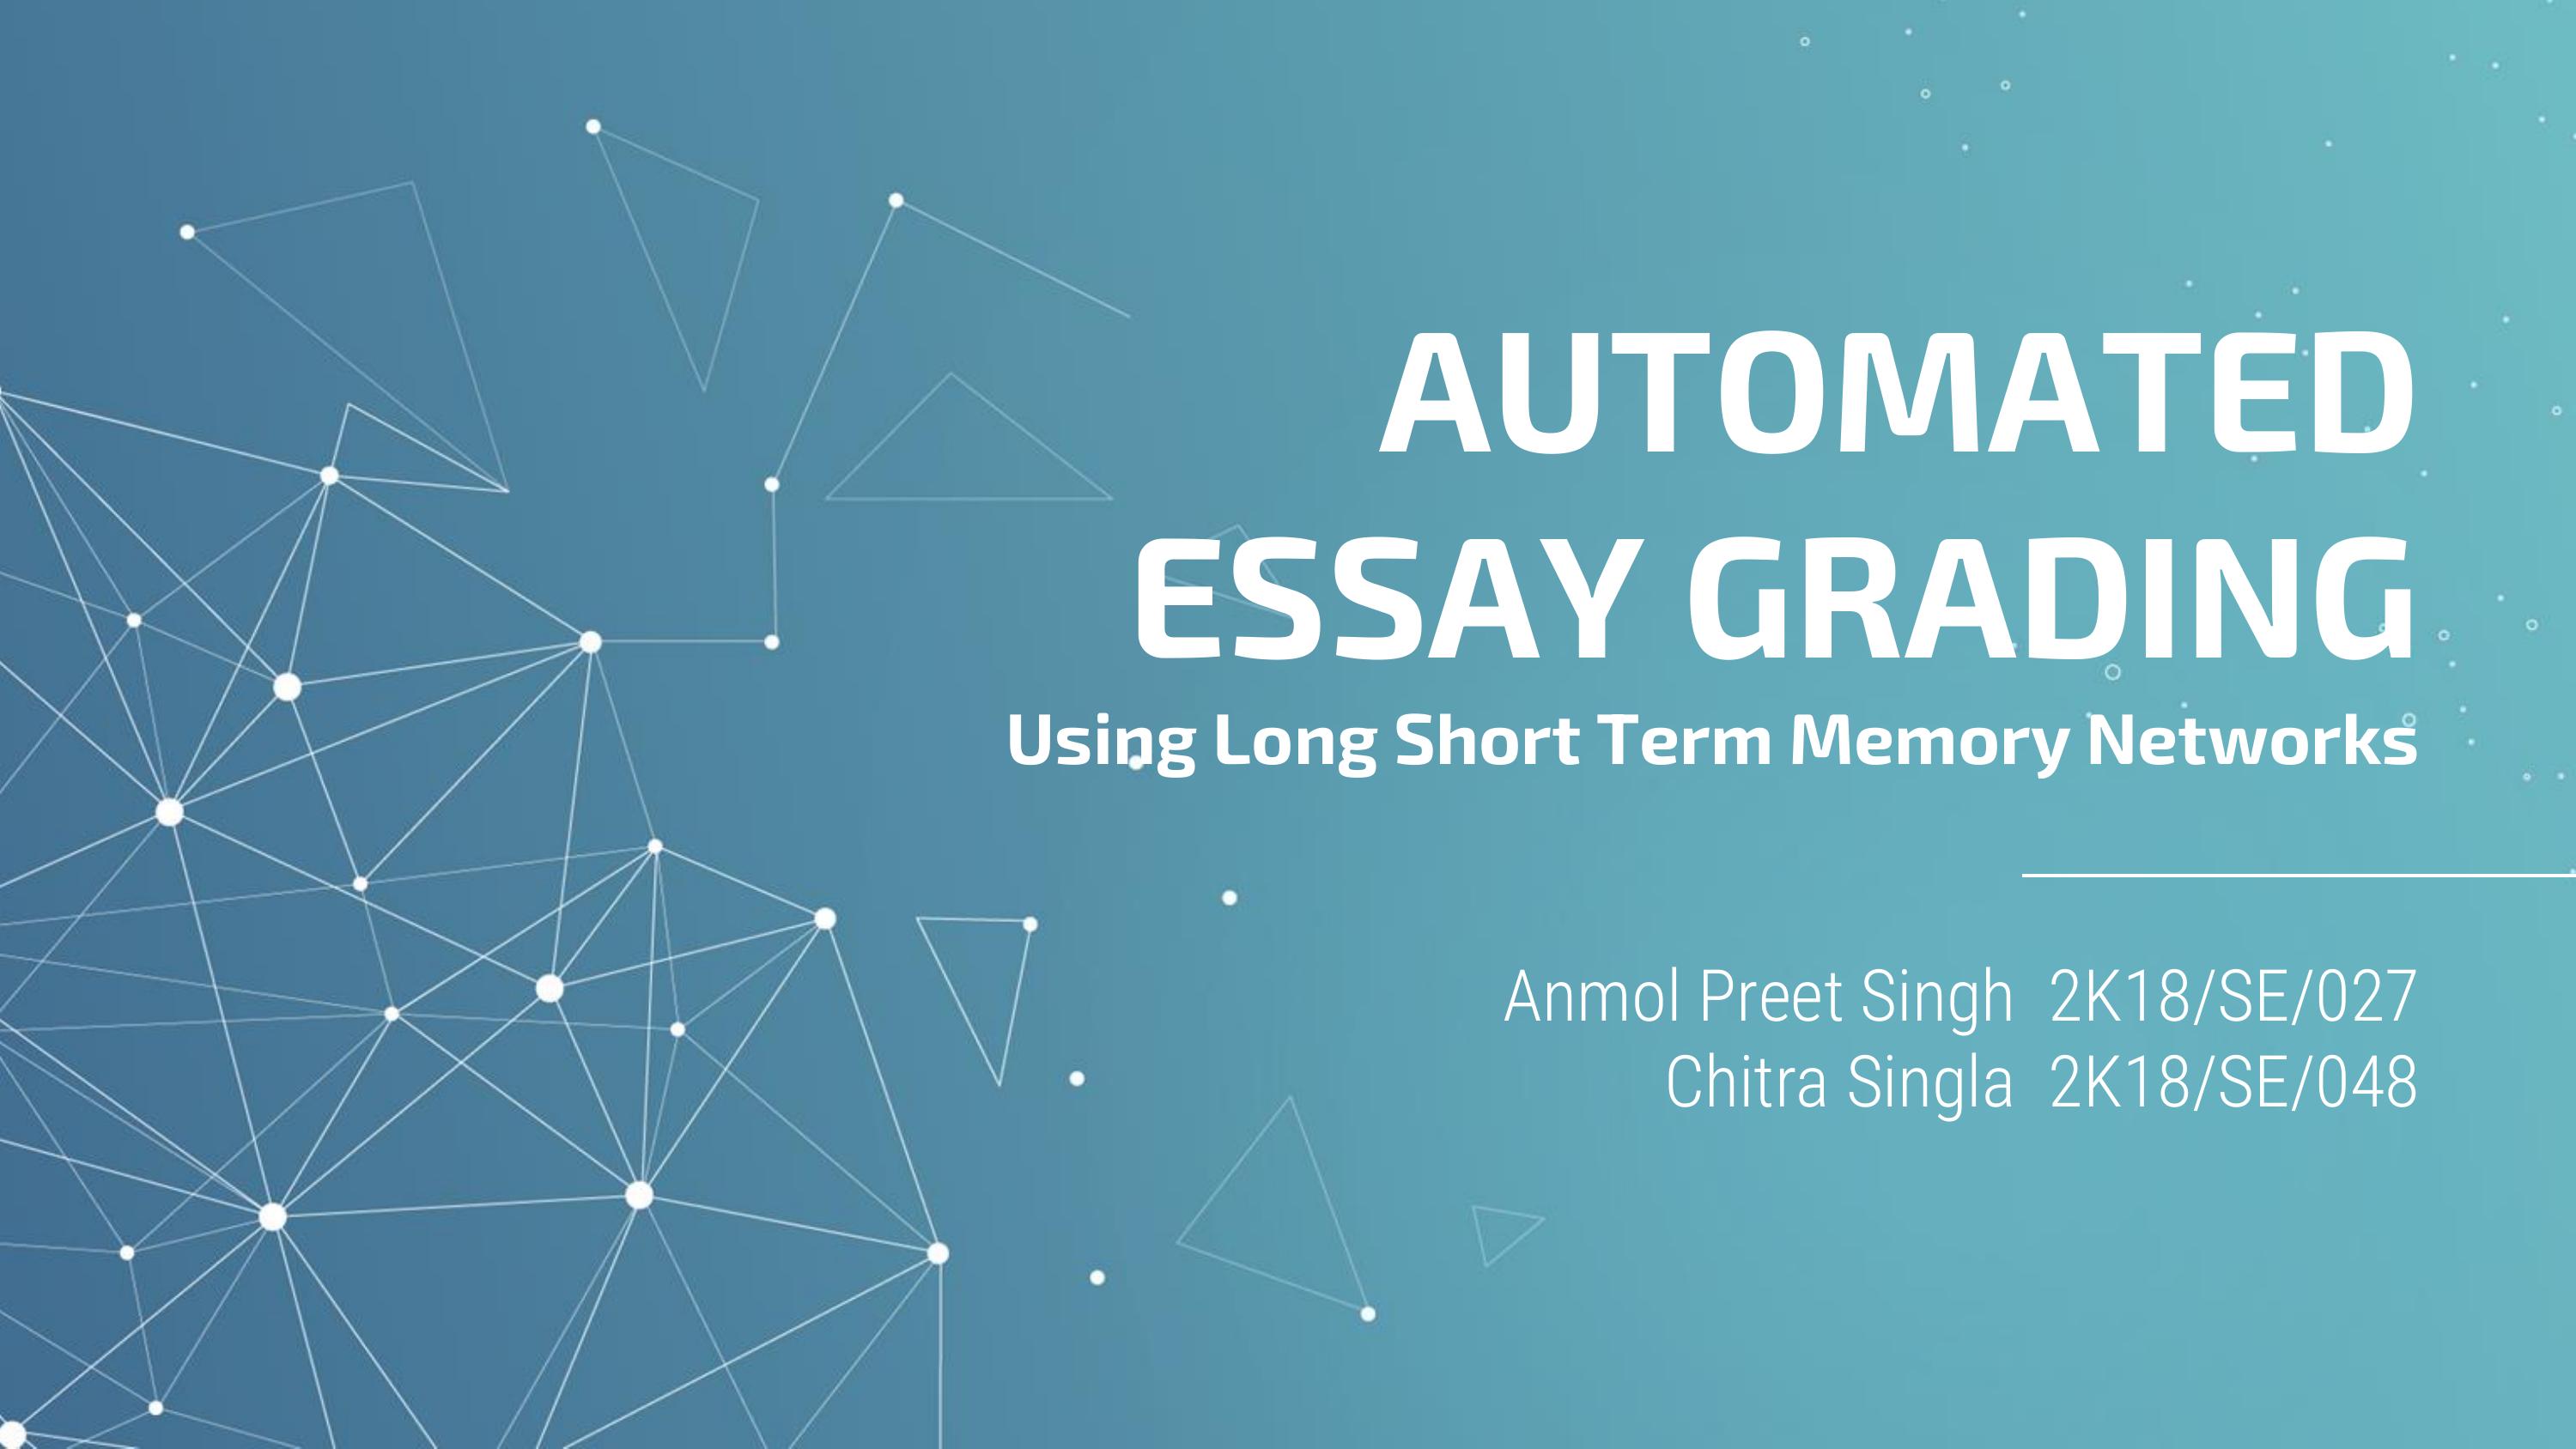 AUTOMATED
ESSAY GRADING
Using Long Short Term Memory Networks
Anmol Preet Singh 2K18/SE/027
Chitra Singla 2K18/SE/048